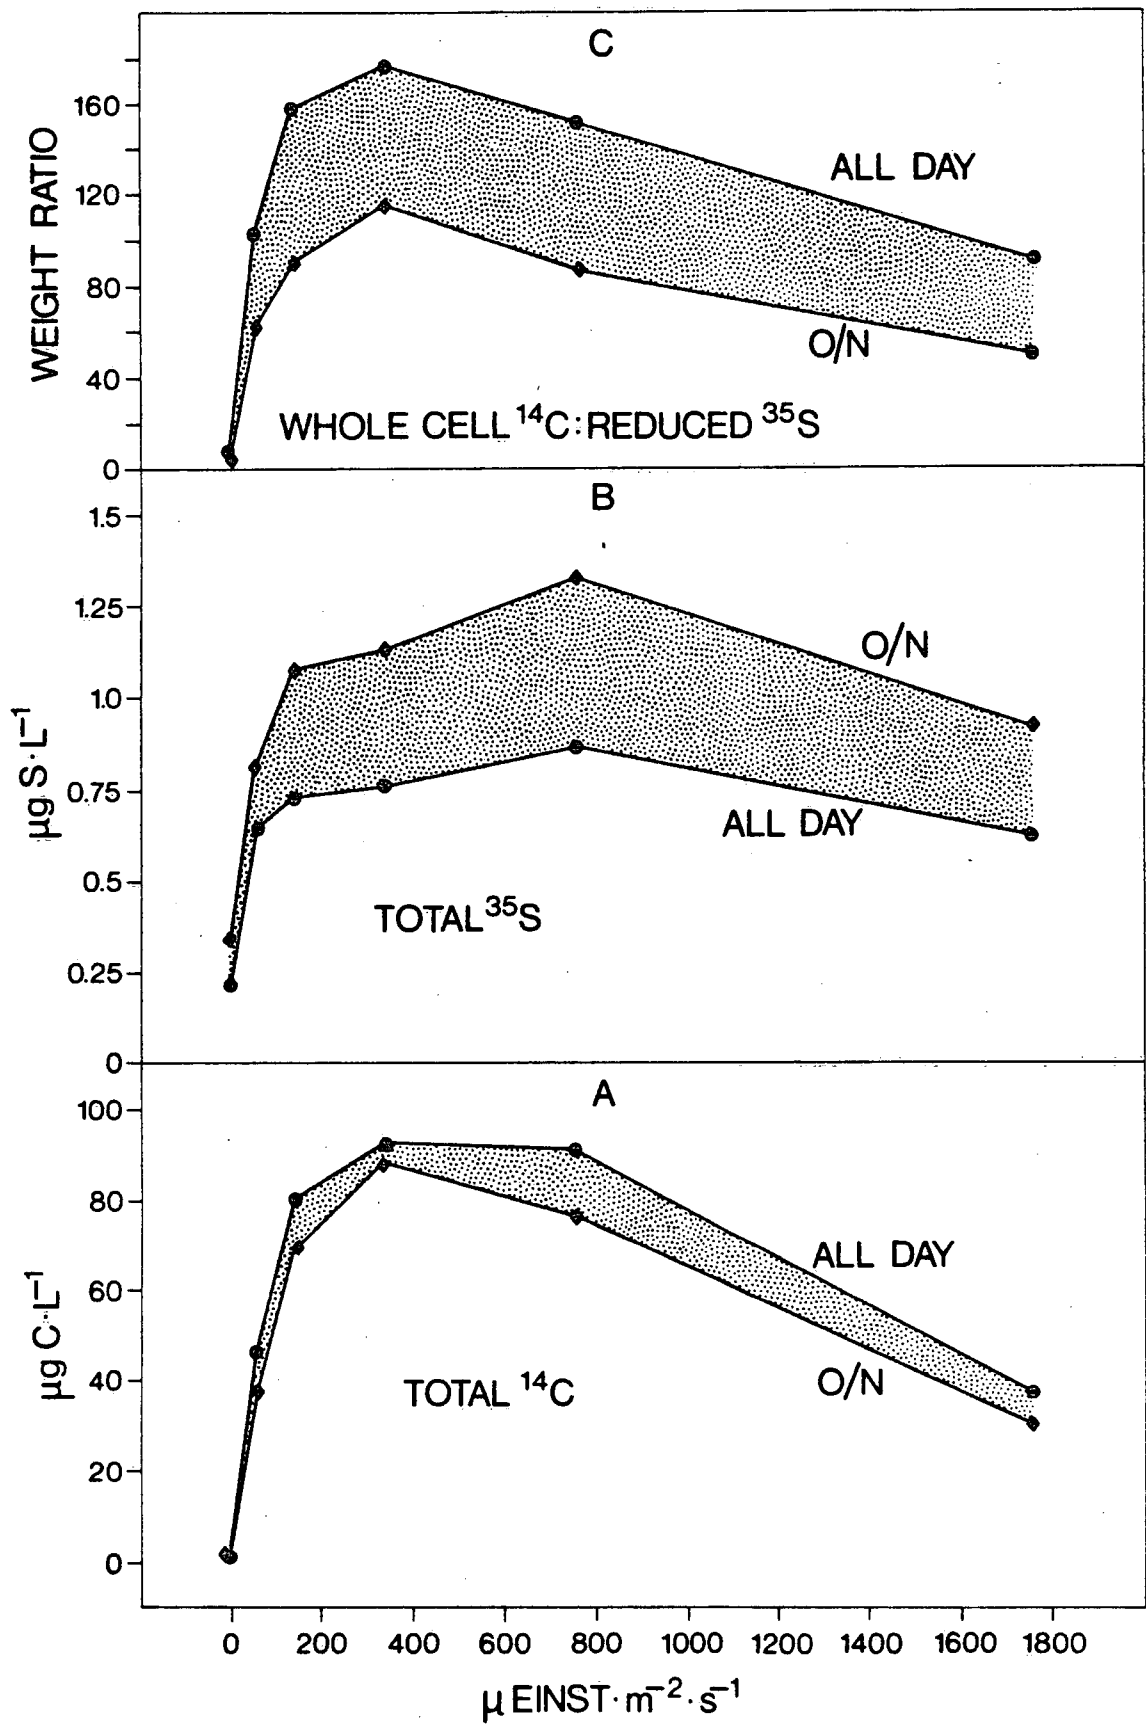 C
160
120
80
40
0
WEIGHT RATIO
ALL DAY
O/N
WHOLE CELL ¹⁴C:REDUCED ³⁵S
B
1.5
1.25
1.0
0.75
0.5
0.25
0
µg S·L⁻¹
O/N
ALL DAY
TOTAL ³⁵S
A
100
80
60
40
20
0
µg C·L⁻¹
ALL DAY
O/N
TOTAL ¹⁴C
0 200 400 600 800 1000 1200 1400 1600 1800
µ EINST·m⁻²·s⁻¹